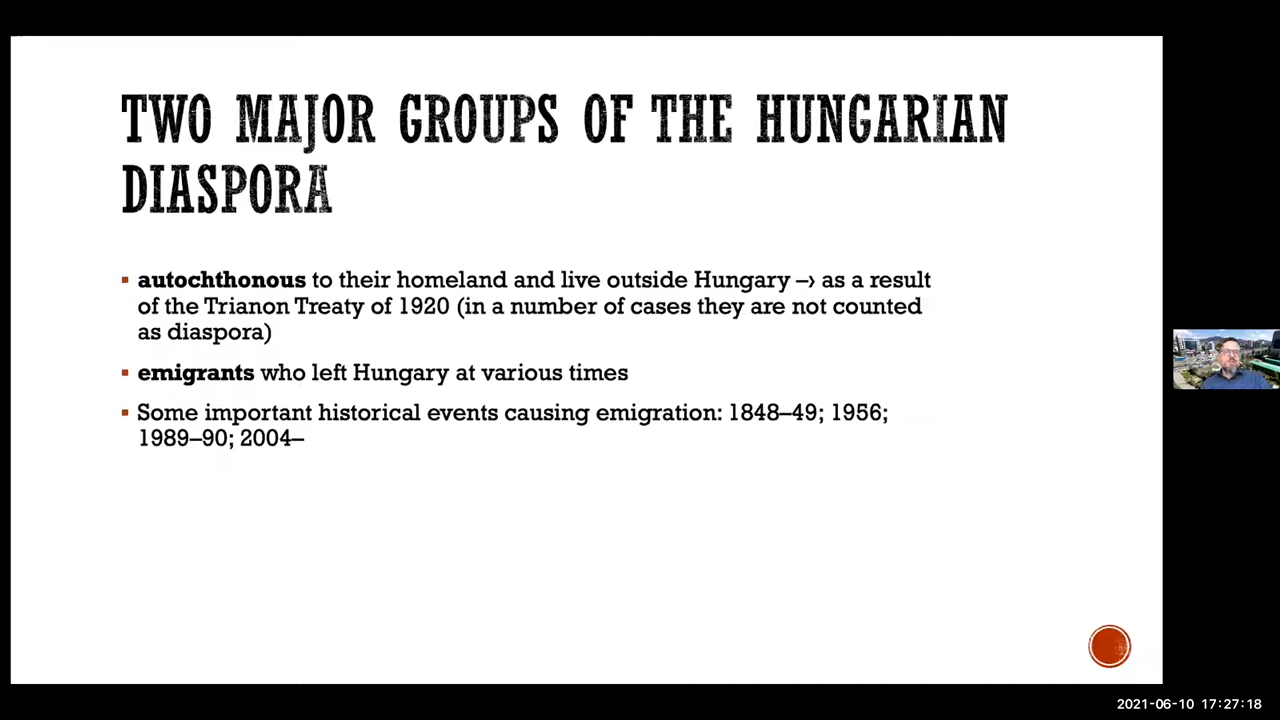 TWO MAJOR GROUPS OF THE HUNGARIAN
DIASPORA
▪ autochthonous to their homeland and live outside Hungary –› as a result
of the Trianon Treaty of 1920 (in a number of cases they are not counted
as diaspora)
▪ emigrants who left Hungary at various times
▪ Some important historical events causing emigration: 1848–49; 1956;
1989–90; 2004–
2021-06-10 17:27:18